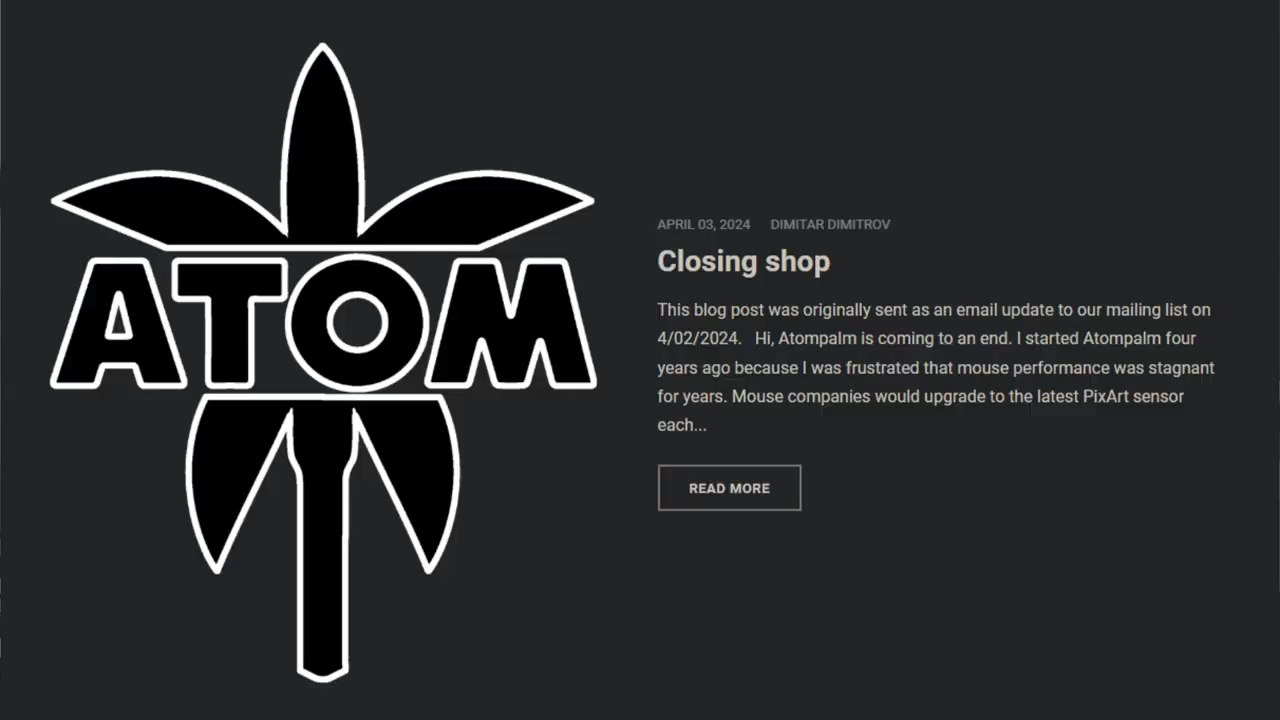 ATOM
APRIL 03, 2024 DIMITAR DIMITROV
Closing shop
This blog post was originally sent as an email update to our mailing list on
4/02/2024. Hi, Atompalm is coming to an end. I started Atompalm four
years ago because I was frustrated that mouse performance was stagnant
for years. Mouse companies would upgrade to the latest PixArt sensor
each...
READ MORE